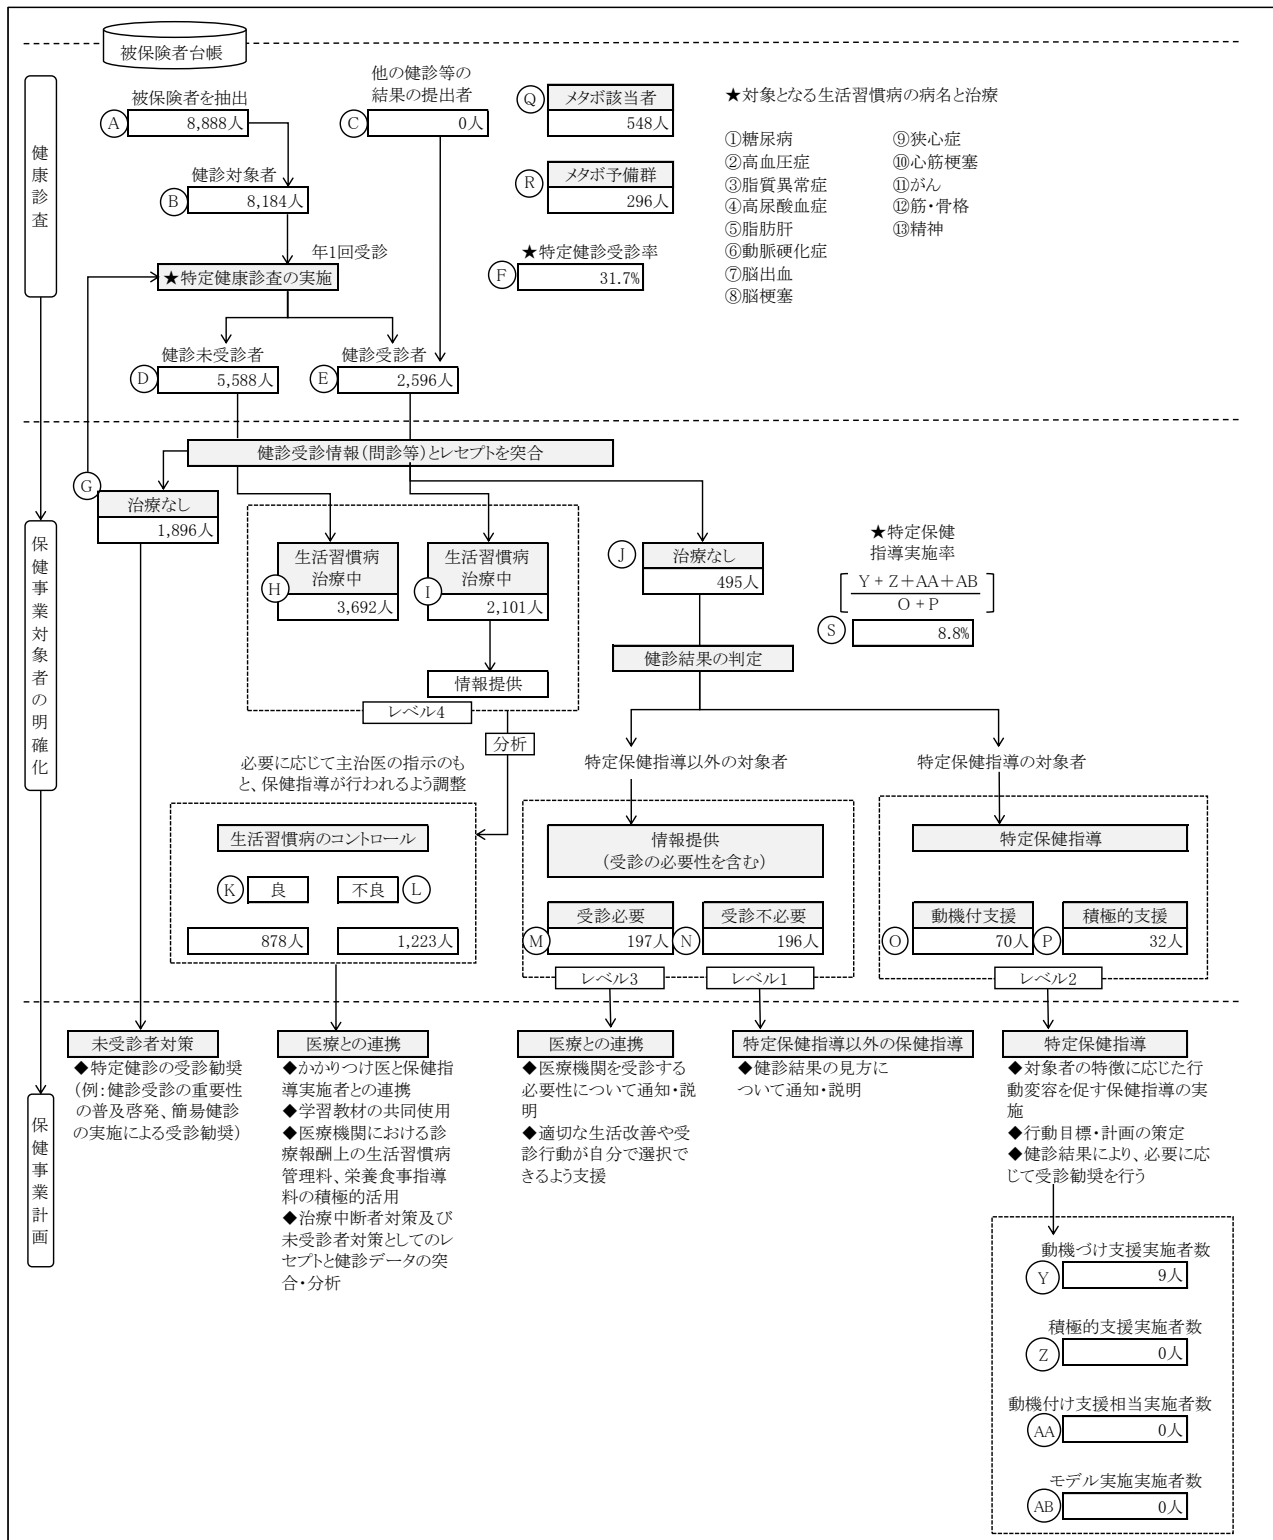 被保険者台帳
健康診査
被保険者を抽出
A
8,888人
他の健診等の
結果の提出者
C
0人
健診対象者
B
8,184人
年1回受診
★特定健康診査の実施
健診未受診者
D
5,588人
健診受診者
E
2,596人
Q
メタボ該当者
548人
R
メタボ予備群
296人
★特定健診受診率
F
31.7%
★対象となる生活習慣病の病名と治療
①糖尿病
②高血圧症
③脂質異常症
④高尿酸血症
⑤脂肪肝
⑥動脈硬化症
⑦脳出血
⑧脳梗塞
⑨狭心症
⑩心筋梗塞
⑪がん
⑫筋・骨格
⑬精神
保健事業対象者の明確化
健診受診情報(問診等)とレセプトを突合
G
治療なし
1,896人
生活習慣病
治療中
H
3,692人
生活習慣病
治療中
I
2,101人
情報提供
レベル4
J
治療なし
495人
健診結果の判定
★特定保健
指導実施率
Y+Z+AA+AB
O+P
S
8.8%
分析
必要に応じて主治医の指示のも
と、保健指導が行われるよう調整
特定保健指導以外の対象者
特定保健指導の対象者
生活習慣病のコントロール
K
良
不良
L
878人
1,223人
情報提供
(受診の必要性を含む)
受診必要
M
197人
受診不必要
N
196人
レベル3
レベル1
特定保健指導
動機付支援
O
70人
積極的支援
P
32人
レベル2
保健事業計画
未受診者対策
◆特定健診の受診勧奨
(例:健診受診の重要性
の普及啓発、簡易健診
の実施による受診勧奨)
医療との連携
◆かかりつけ医と保健指
導実施者との連携
◆学習教材の共同使用
◆医療機関における診
療報酬上の生活習慣病
管理料、栄養食事指導
料の積極的活用
◆治療中断者対策及び
未受診者対策としてのレ
セプトと健診データの突
合・分析
医療との連携
◆医療機関を受診する
必要性について通知・説
明
◆適切な生活改善や受
診行動が自分で選択で
きるよう支援
特定保健指導以外の保健指導
◆健診結果の見方に
ついて通知・説明
特定保健指導
◆対象者の特徴に応じた行
動変容を促す保健指導の実
施
◆行動目標・計画の策定
◆健診結果により、必要に応
じて受診勧奨を行う
動機づけ支援実施者数
Y
9人
積極的支援実施者数
Z
0人
動機付け支援相当実施者数
AA
0人
モデル実施実施者数
AB
0人